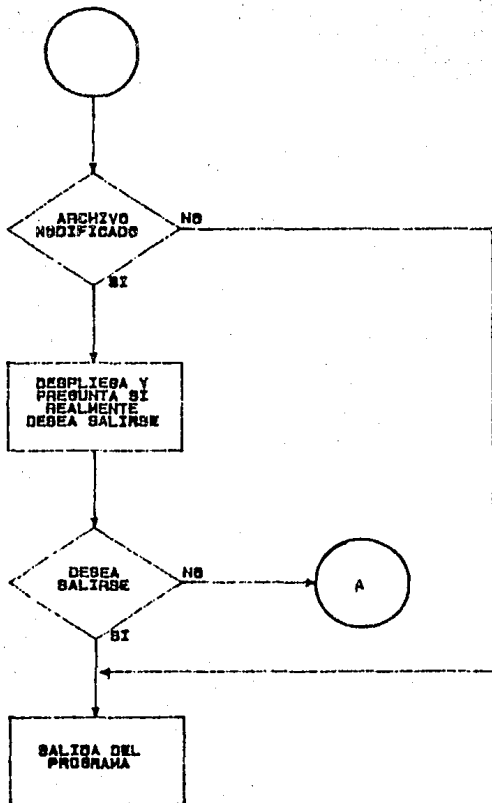 ARCHIVO
MODIFICADO
NO
SI
DESPLIEGA Y
PREGUNTA SI
REALMENTE
DESEA SALIRSE
DESEA
SALIRSE
NO
A
SI
SALIDA DEL
PROGRAMA